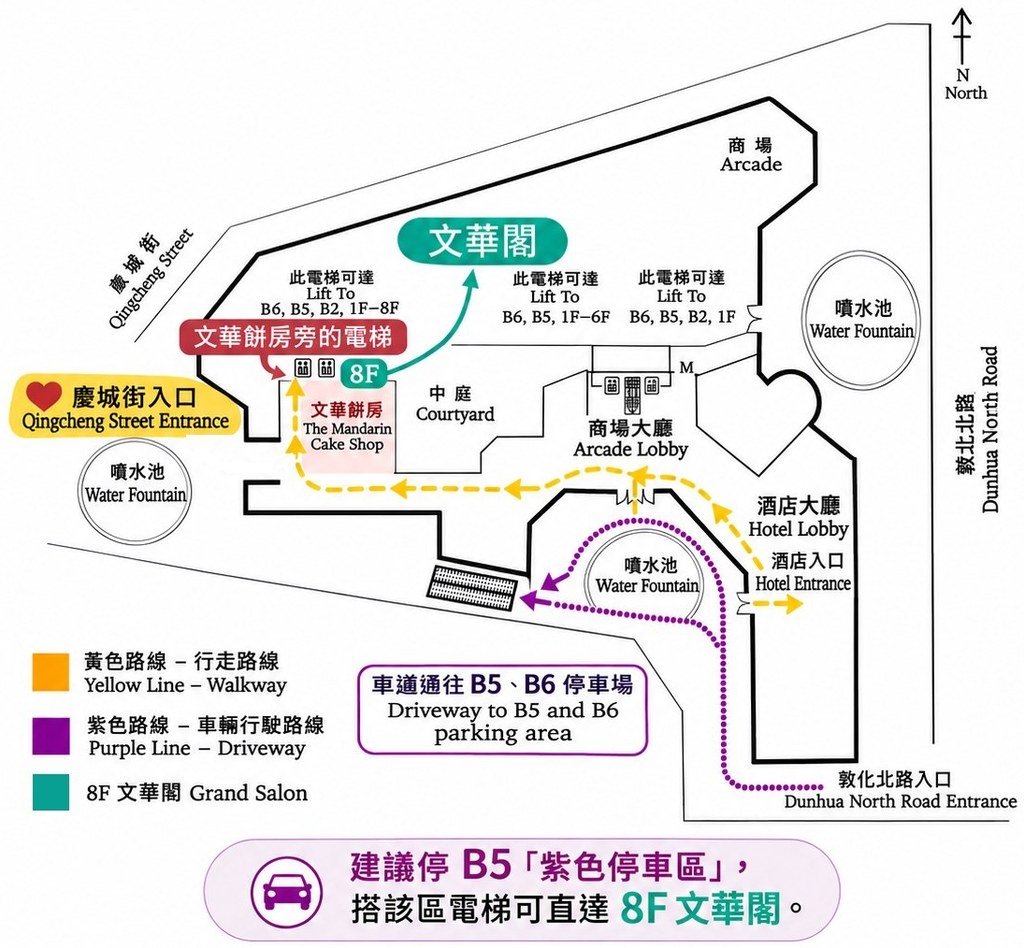 N
North
商場
Arcade
慶城街
Qingcheng Street
文華閣
此電梯可達
Lift To
B6, B5, B2, 1F–8F
此電梯可達
Lift To
B6, B5, 1F–6F
此電梯可達
Lift To
B6, B5, B2, 1F
噴水池
Water Fountain
文華餅房旁的電梯
8F
M
慶城街入口
Qingcheng Street Entrance
文華餅房
The Mandarin
Cake Shop
中庭
Courtyard
商場大廳
Arcade Lobby
敦北北路
Dunhua North Road
噴水池
Water Fountain
酒店大廳
Hotel Lobby
酒店入口
Hotel Entrance
噴水池
Water Fountain
黃色路線 – 行走路線
Yellow Line – Walkway
紫色路線 – 車輛行駛路線
Purple Line – Driveway
8F 文華閣 Grand Salon
車道通往 B5、B6 停車場
Driveway to B5 and B6
parking area
敦化北路入口
Dunhua North Road Entrance
建議停 B5「紫色停車區」，
搭該區電梯可直達 8F 文華閣。